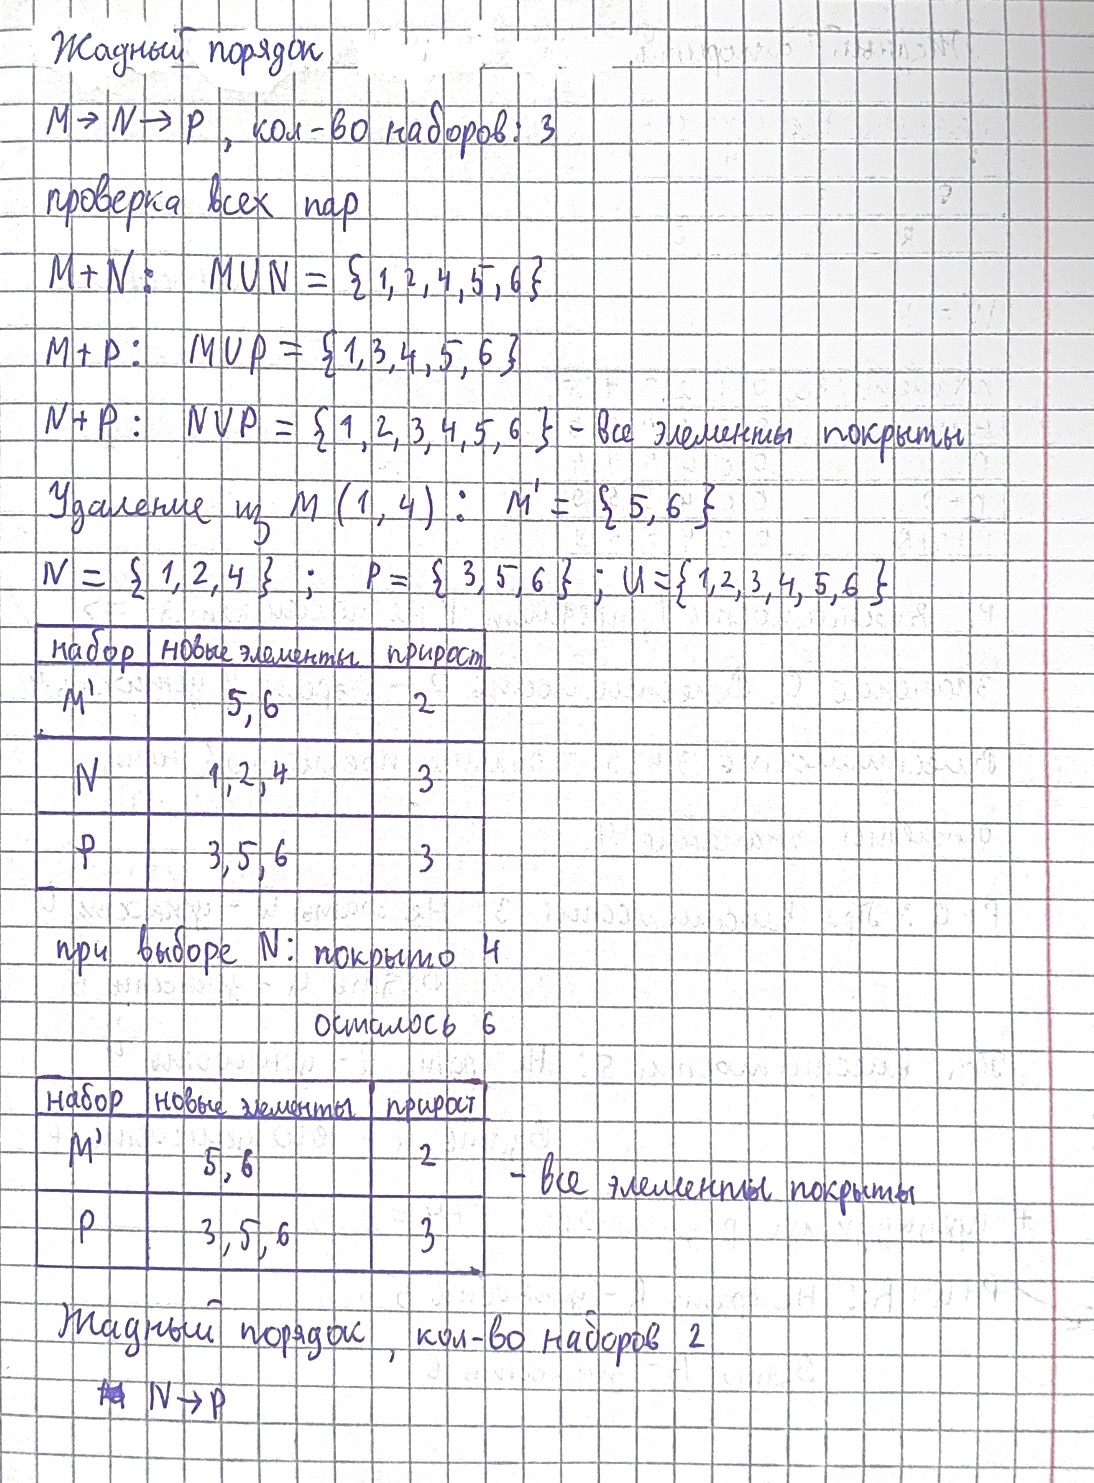 Жадный порядок
M → N → P , кол-во наборов: 3
проверка всех пар
M + N : M U N = { 1, 2, 4, 5, 6 }
M + P : M U P = { 1, 3, 4, 5, 6 }
N + P : N U P = { 1, 2, 3, 4, 5, 6 } - все элементы покрыты
Удаление из M ( 1, 4 ) : M' = { 5, 6 }
N = { 1, 2, 4 } ; P = { 3, 5, 6 } ; U = { 1, 2, 3, 4, 5, 6 }
набор новые элементы прирост
M' 5, 6 2
N 1, 2, 4 3
P 3, 5, 6 3
при выборе N: покрыто 4
осталось 6
набор новые элементы прирост
M' 5, 6 2
- все элементы покрыты
P 3, 5, 6 3
Жадный порядок , кол-во наборов 2
N → P